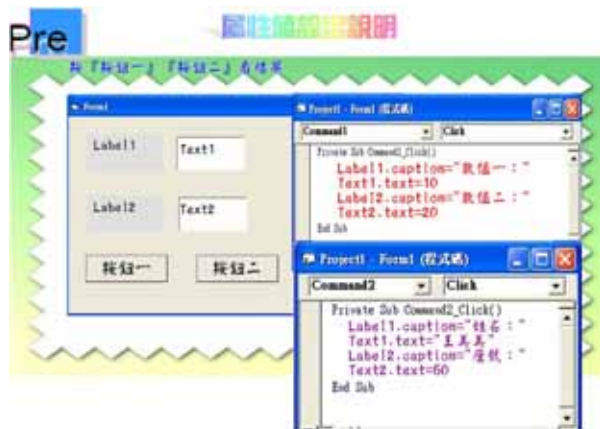 Pre
屬性值設定說明
按『按鈕一』『按鈕二』看結果
Form1
Label1
Text1
Label2
Text2
按鈕一
按鈕二
Project1 - Form1 (程式碼)
Command1
Click
Private Sub Command1_Click()
Label1.caption="數值一："
Text1.text=10
Label2.caption="數值二："
Text2.text=20
End Sub
Project1 - Form1 (程式碼)
Command2
Click
Private Sub Command2_Click()
Label1.caption="姓名："
Text1.text="王美美"
Label2.caption="座號："
Text2.text=60
End Sub